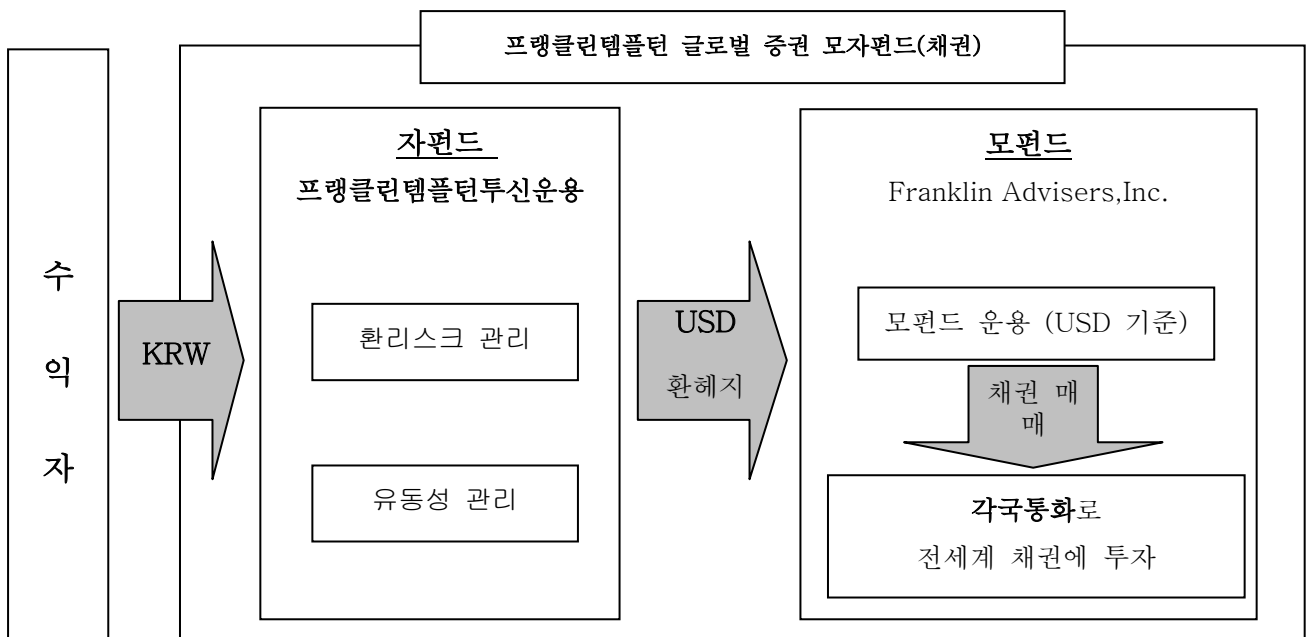 프랭클린템플턴 글로벌 증권 모자펀드(채권)
수
익
자
KRW
자펀드
프랭클린템플턴투신운용
환리스크 관리
유동성 관리
USD
환헤지
모펀드
Franklin Advisers,Inc.
모펀드 운용 (USD 기준)
채권 매
매
각국통화로
전세계 채권에 투자